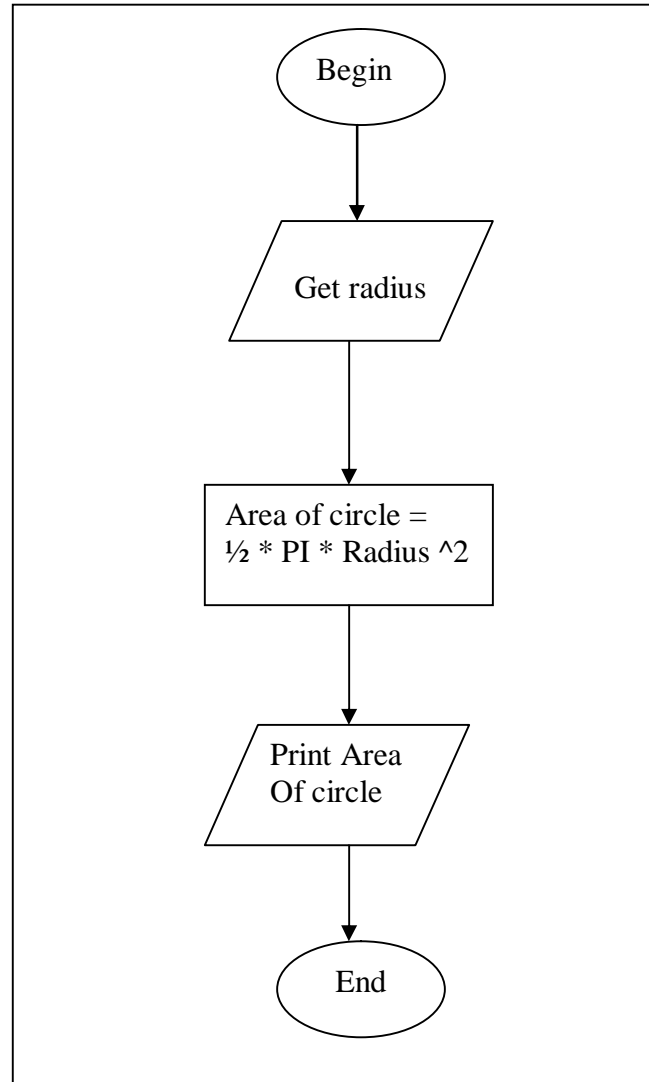 Begin
Get radius
Area of circle =
½ * PI * Radius ^2
Print Area
Of circle
End